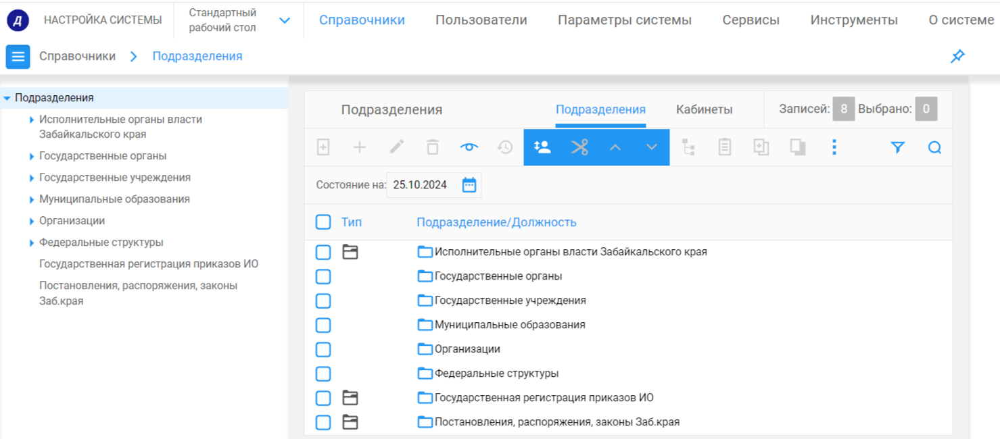 Д
НАСТРОЙКА СИСТЕМЫ
Стандартный
рабочий стол
Справочники
Пользователи
Параметры системы
Сервисы
Инструменты
О системе
Справочники
Подразделения
Подразделения
Исполнительные органы власти
Забайкальского края
Государственные органы
Государственные учреждения
Муниципальные образования
Организации
Федеральные структуры
Государственная регистрация приказов ИО
Постановления, распоряжения, законы
Заб.края
Подразделения
Подразделения
Кабинеты
Записей: 8 Выбрано: 0
Состояние на: 25.10.2024
Тип
Подразделение/Должность
Исполнительные органы власти Забайкальского края
Государственные органы
Государственные учреждения
Муниципальные образования
Организации
Федеральные структуры
Государственная регистрация приказов ИО
Постановления, распоряжения, законы Заб.края